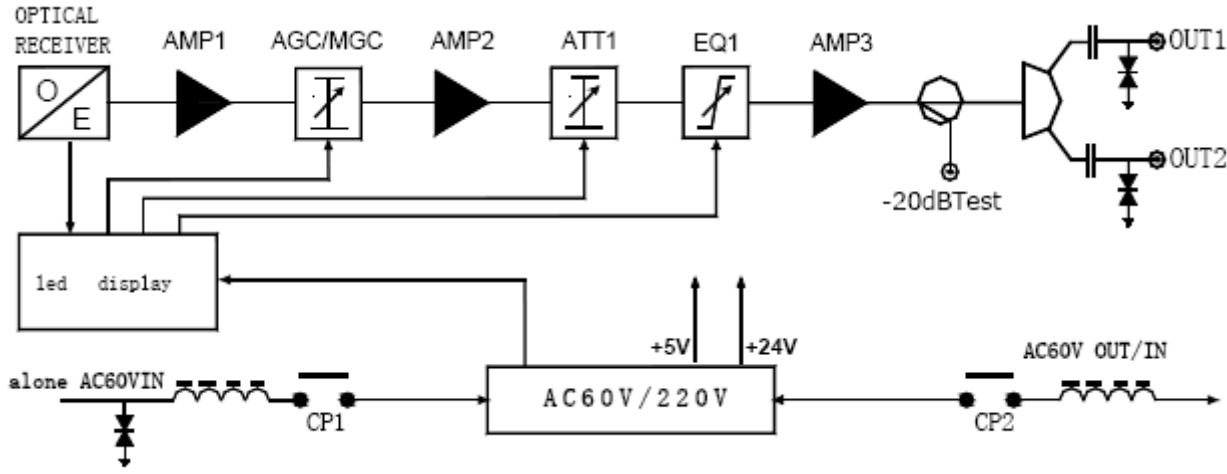 OPTICAL
RECEIVER
AMP1
AGC/MGC
AMP2
ATT1
EQ1
AMP3
OUT1
O
E
OUT2
-20dBTest
led display
+5V
+24V
AC60V OUT/IN
alone AC60VIN
AC60V/220V
CP1
CP2